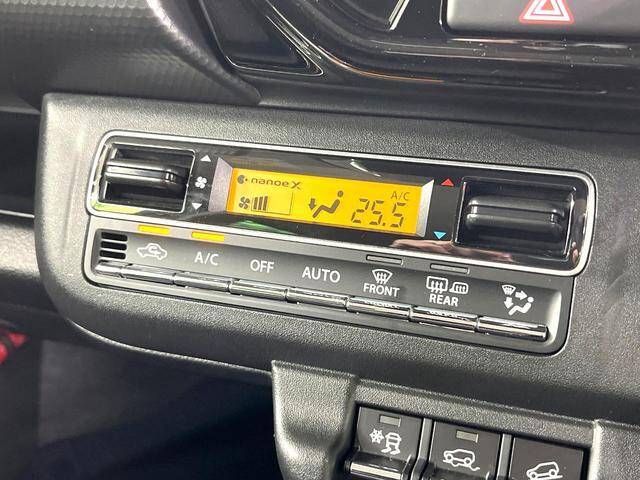 nanoe X
A/C
25.5
A/C OFF AUTO FRONT REAR